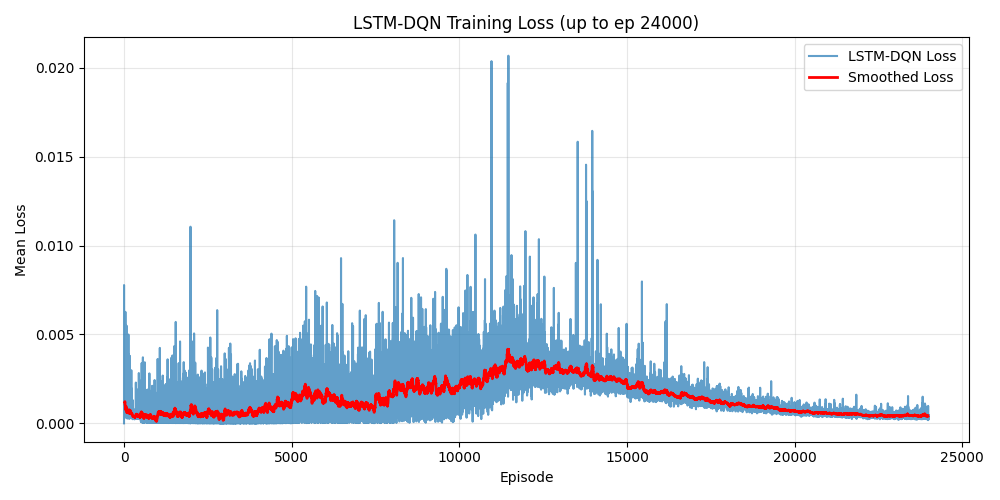 LSTM-DQN Training Loss (up to ep 24000)
LSTM-DQN Loss
Smoothed Loss
Mean Loss
0.020
0.015
0.010
0.005
0.000
0 5000 10000 15000 20000 25000
Episode